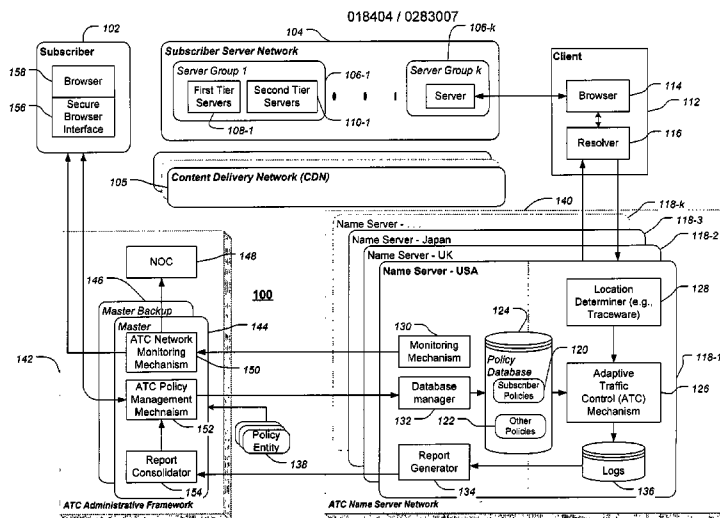 018404 / 0283007
102
Subscriber
158
Browser
156
Secure
Browser
Interface
104
Subscriber Server Network
106-k
Server Group 1
106-1
First Tier
Servers
Second Tier
Servers
108-1
110-1
Server Group k
Server
Client
Browser
114
112
Resolver
116
105
Content Delivery Network (CDN)
140
118-k
Name Server - . . .
118-3
Name Server - Japan
118-2
Name Server - UK
Name Server - USA
NOC
148
146
100
Master Backup
144
Master
142
ATC Network
Monitoring
Mechanism
150
ATC Policy
Management
Mechnaism
152
Policy
Entity
138
Report
Consolidator
154
ATC Administrative Framework
130
Monitoring
Mechanism
Database
manager
132
124
Policy
Database
120
Subscriber
Policies
122
Other
Policies
Location
Determiner (e.g.,
Traceware)
128
118-1
Adaptive
Traffic
Control (ATC)
Mechanism
126
Report
Generator
134
Logs
136
ATC Name Server Network